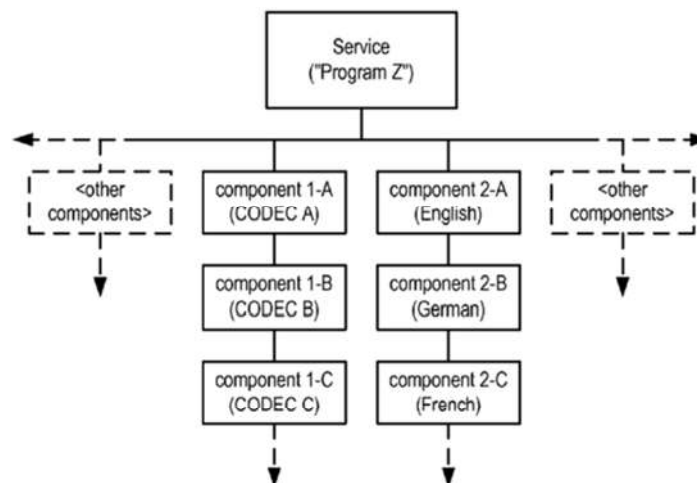 Service
("Program Z")
<other
components>
component 1-A
(CODEC A)
component 2-A
(English)
<other
components>
component 1-B
(CODEC B)
component 2-B
(German)
component 1-C
(CODEC C)
component 2-C
(French)